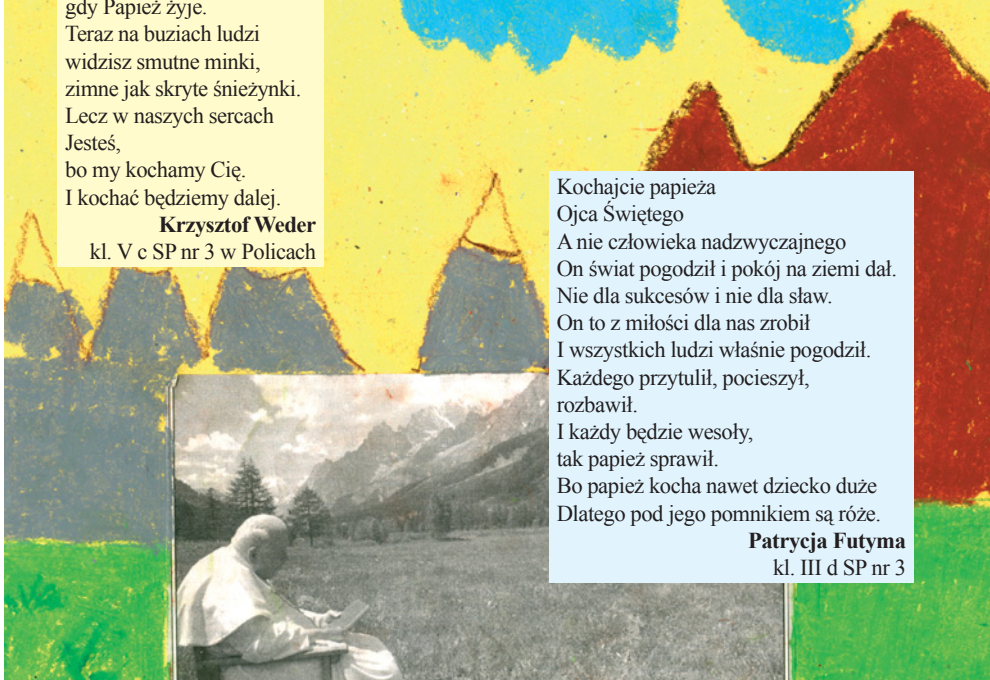 gdy Papież żyje.
Teraz na buziach ludzi
widzisz smutne minki,
zimne jak skryte śnieżynki.
Lecz w naszych sercach
Jesteś,
bo my kochamy Cię.
I kochać będziemy dalej.
Krzysztof Weder
kl. V c SP nr 3 w Policach
Kochajcie papieża
Ojca Świętego
A nie człowieka nadzwyczajnego
On świat pogodził i pokój na ziemi dał.
Nie dla sukcesów i nie dla sław.
On to z miłości dla nas zrobił
I wszystkich ludzi właśnie pogodził.
Każdego przytulił, pocieszył,
rozbawił.
I każdy będzie wesoły,
tak papież sprawił.
Bo papież kocha nawet dziecko duże
Dlatego pod jego pomnikiem są róże.
Patrycja Futyma
kl. III d SP nr 3